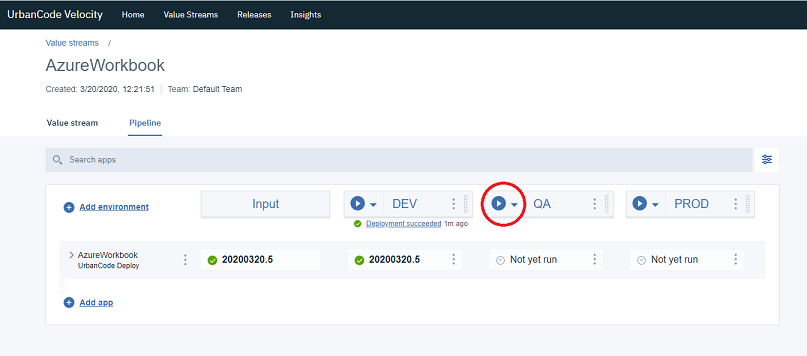 UrbanCode Velocity Home Value Streams Releases Insights
Value streams /
AzureWorkbook
Created: 3/20/2020, 12:21:51 Team: Default Team
Value stream Pipeline
Search apps
Add environment Input DEV QA PROD
Deployment succeeded 1m ago
AzureWorkbook
UrbanCode Deploy
20200320.5 20200320.5 Not yet run Not yet run
Add app